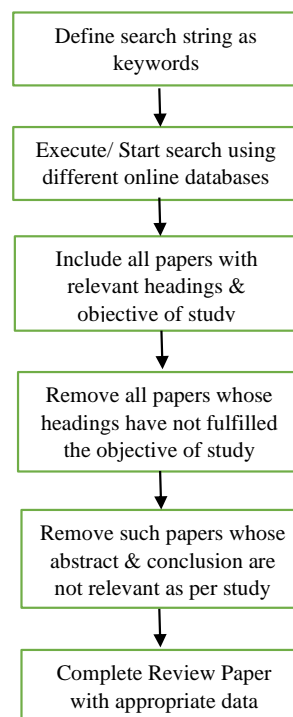 Define search string as
keywords
Execute/ Start search using
different online databases
Include all papers with
relevant headings &
objective of study
Remove all papers whose
headings have not fulfilled
the objective of study
Remove such papers whose
abstract & conclusion are
not relevant as per study
Complete Review Paper
with appropriate data